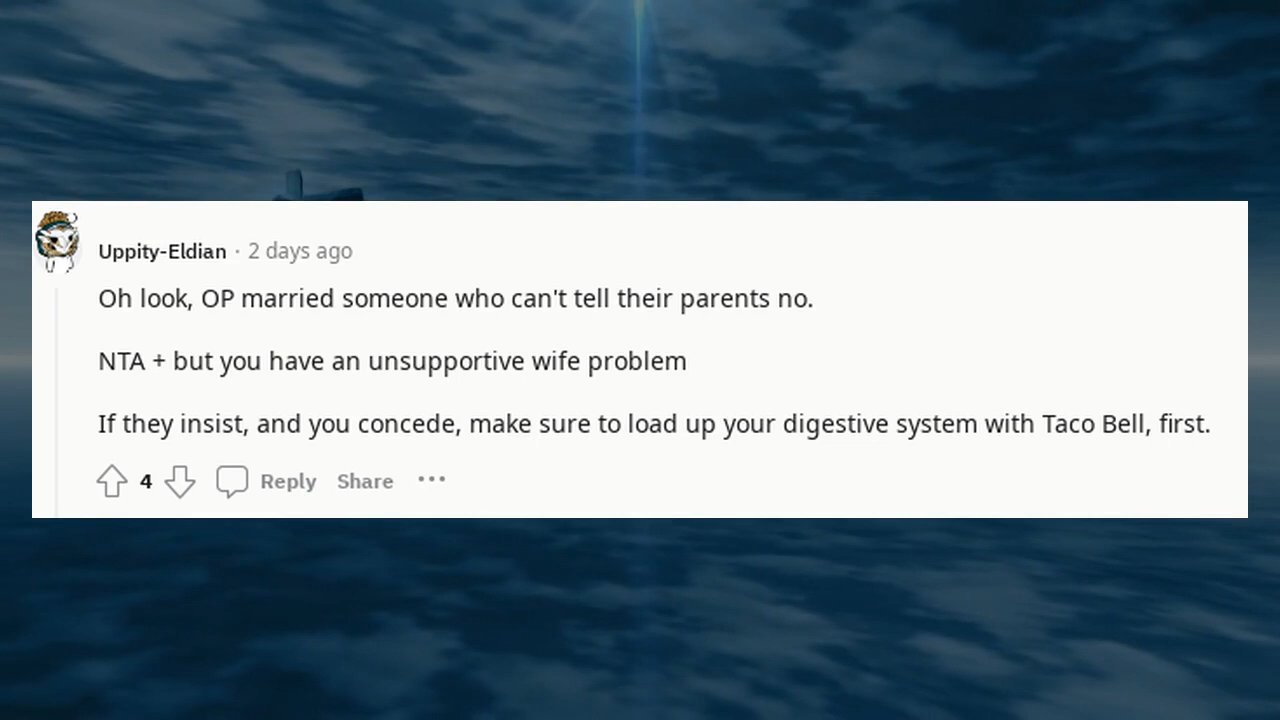 Uppity-Eldian · 2 days ago
Oh look, OP married someone who can't tell their parents no.
NTA + but you have an unsupportive wife problem
If they insist, and you concede, make sure to load up your digestive system with Taco Bell, first.
4 Reply Share ···